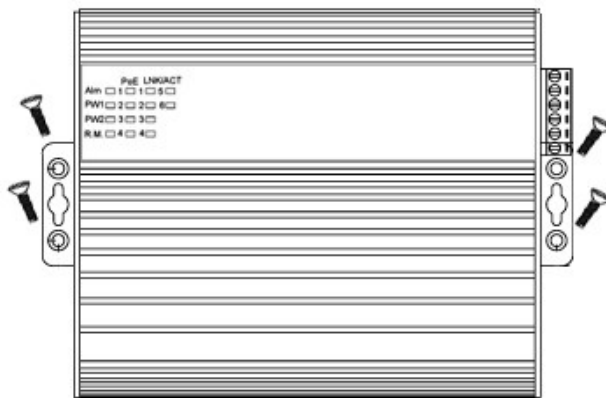 PoE LNK/ACT
Alm 1 1 5
PW1 2 2 6
PW2 3 3
R.M. 4 4